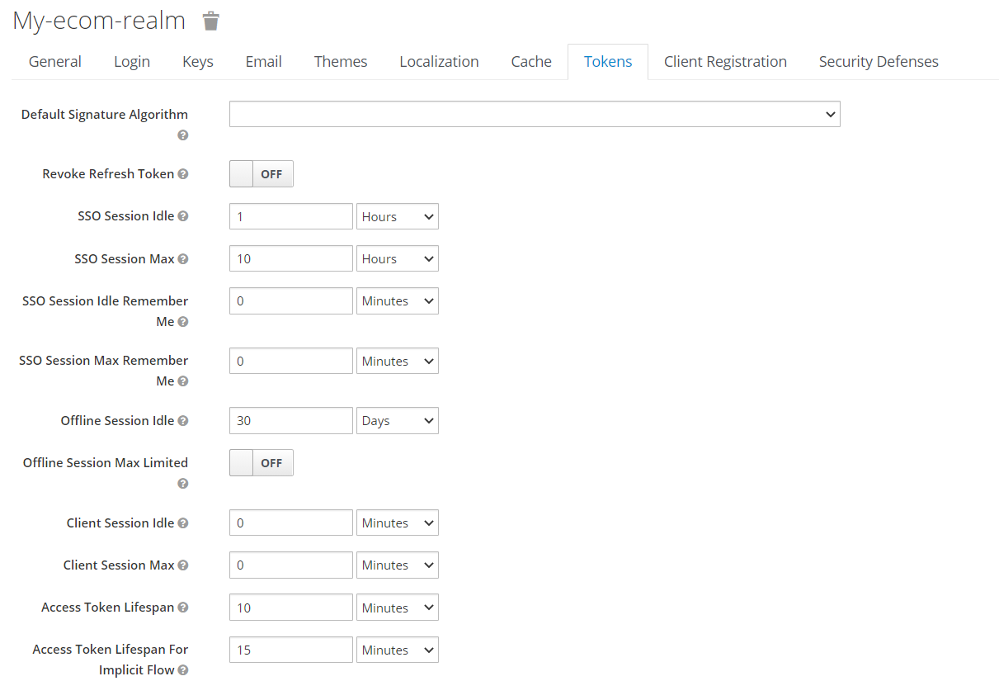 My-ecom-realm
General Login Keys Email Themes Localization Cache Tokens Client Registration Security Defenses
Default Signature Algorithm
Revoke Refresh Token OFF
SSO Session Idle 1 Hours
SSO Session Max 10 Hours
SSO Session Idle Remember 0 Minutes
Me
SSO Session Max Remember 0 Minutes
Me
Offline Session Idle 30 Days
Offline Session Max Limited OFF
Client Session Idle 0 Minutes
Client Session Max 0 Minutes
Access Token Lifespan 10 Minutes
Access Token Lifespan For 15 Minutes
Implicit Flow